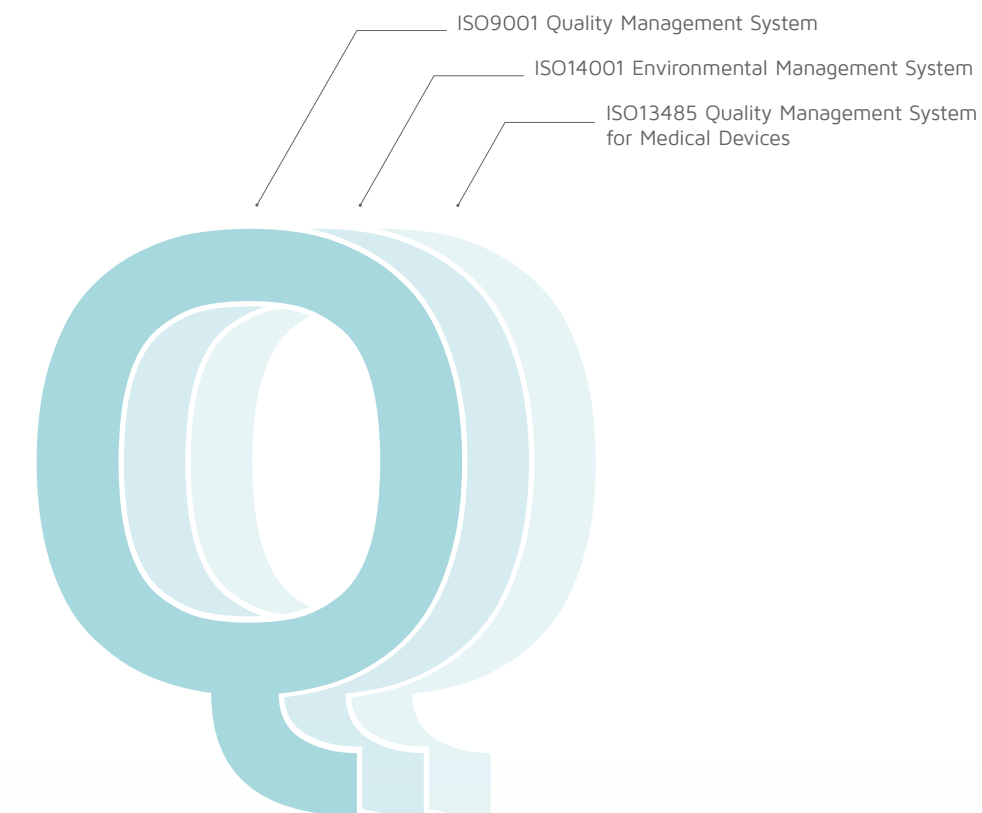 ISO9001 Quality Management System
ISO14001 Environmental Management System
ISO13485 Quality Management System
for Medical Devices
Q